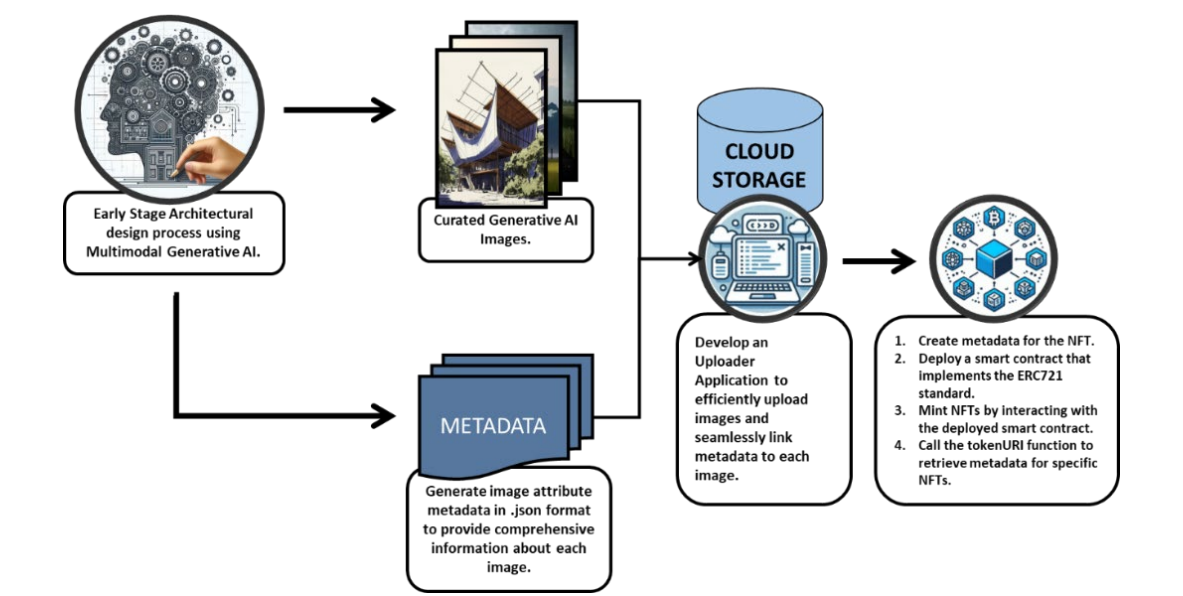 Early Stage Architectural
design process using
Multimodal Generative AI.
Curated Generative AI
Images.
METADATA
Generate image attribute
metadata in .json format
to provide comprehensive
information about each
image.
CLOUD
STORAGE
Develop an
Uploader
Application to
efficiently upload
images and
seamlessly link
metadata to each
image.
1. Create metadata for the NFT.
2. Deploy a smart contract that
implements the ERC721
standard.
3. Mint NFTs by interacting with
the deployed smart contract.
4. Call the tokenURI function to
retrieve metadata for specific
NFTs.